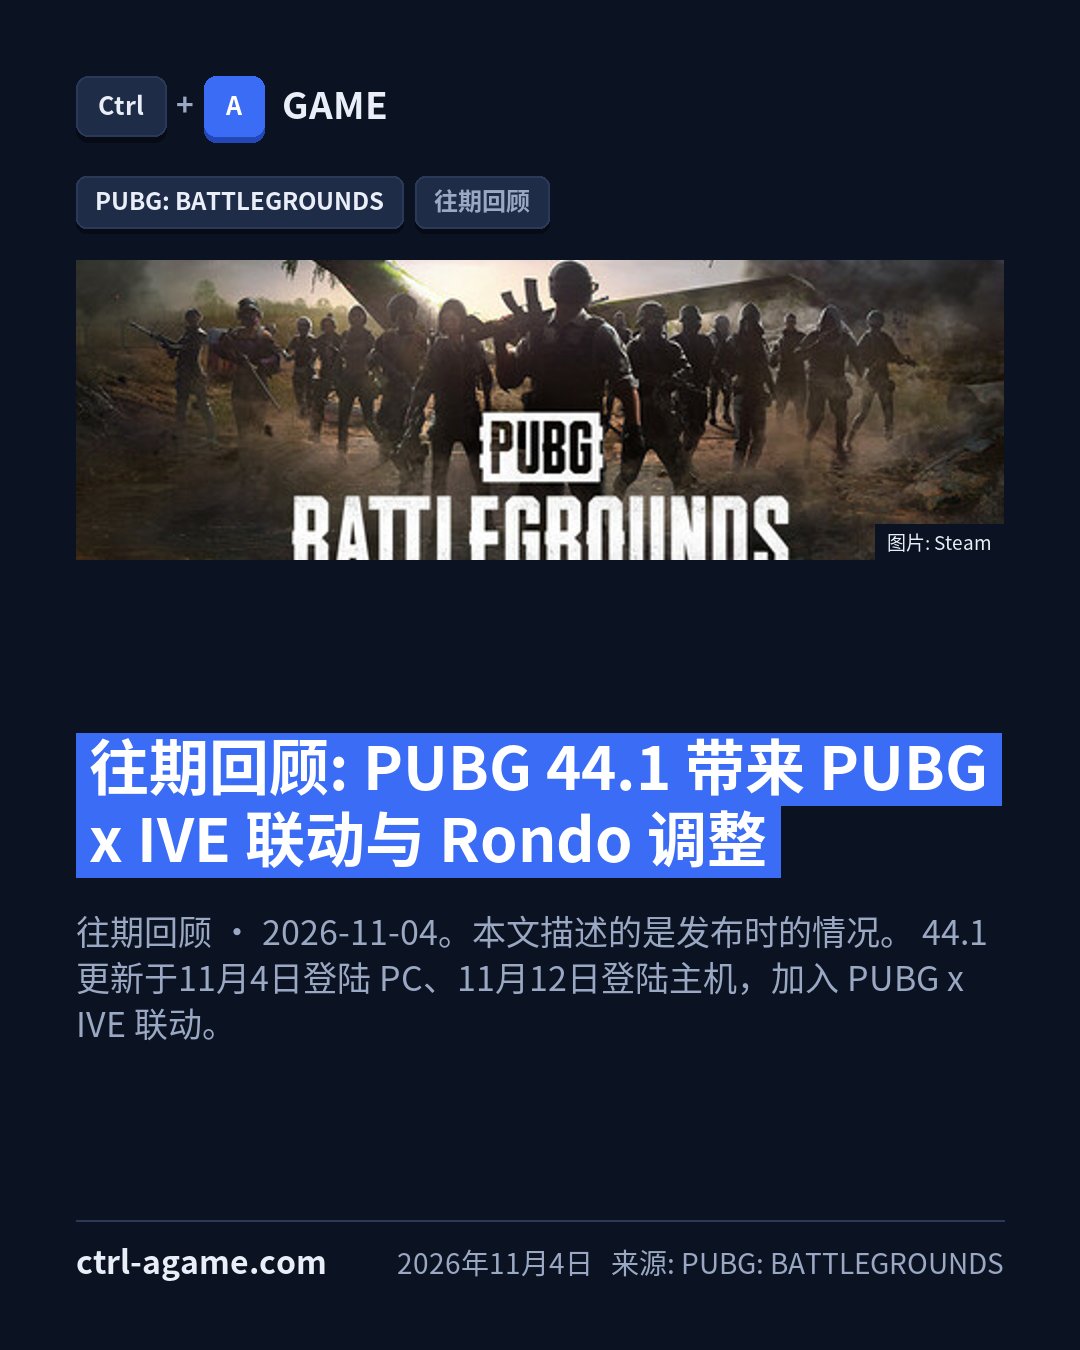 Ctrl + A GAME
PUBG: BATTLEGROUNDS 往期回顾
PUBG
BATTLEGROUNDS
图片: Steam
往期回顾: PUBG 44.1 带来 PUBG
x IVE 联动与 Rondo 调整
往期回顾 · 2026-11-04。本文描述的是发布时的情况。 44.1
更新于11月4日登陆 PC、11月12日登陆主机，加入 PUBG x
IVE 联动。
ctrl-agame.com 2026年11月4日 来源: PUBG: BATTLEGROUNDS